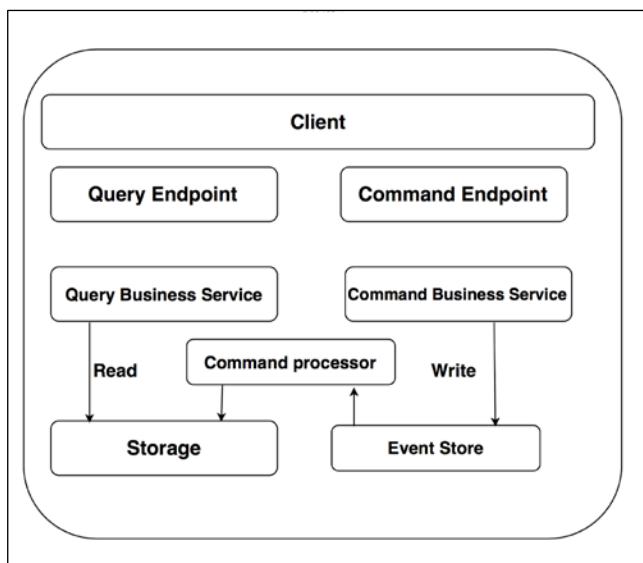 Client
Query Endpoint
Command Endpoint
Query Business Service
Command Business Service
Command processor
Read
Write
Storage
Event Store